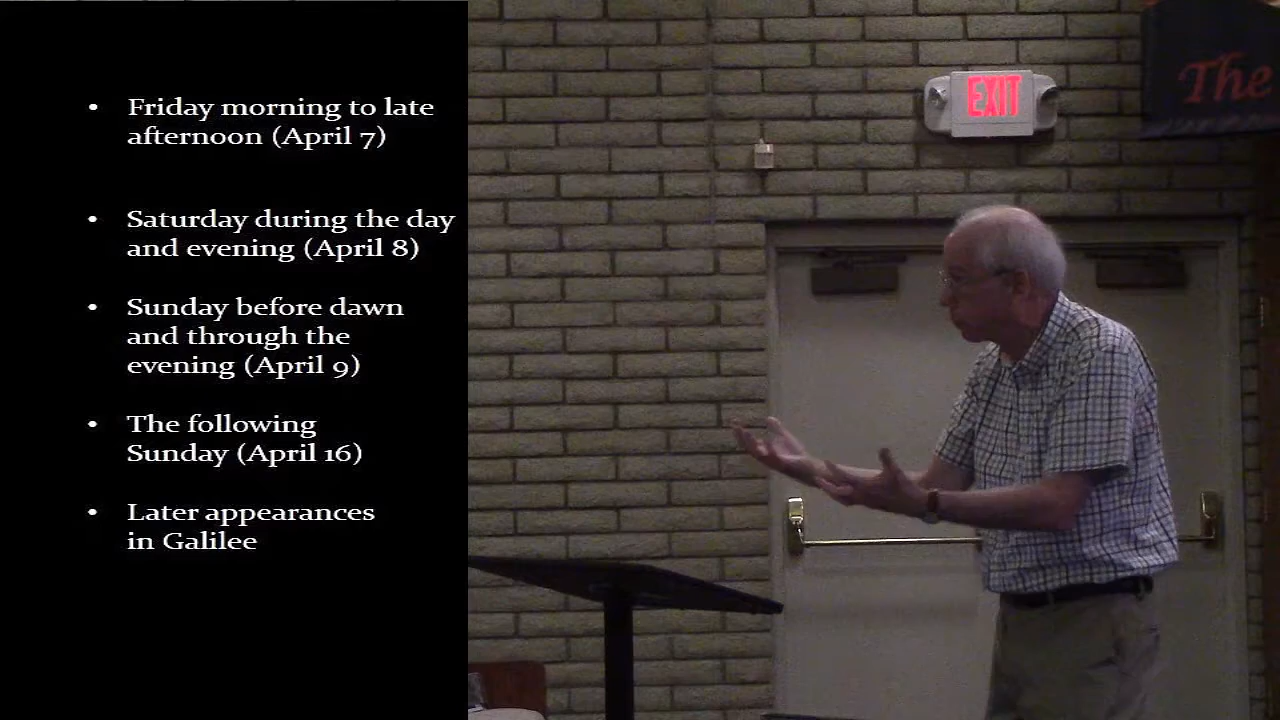 • Friday morning to late
afternoon (April 7)
• Saturday during the day
and evening (April 8)
• Sunday before dawn
and through the
evening (April 9)
• The following
Sunday (April 16)
• Later appearances
in Galilee
EXIT
The